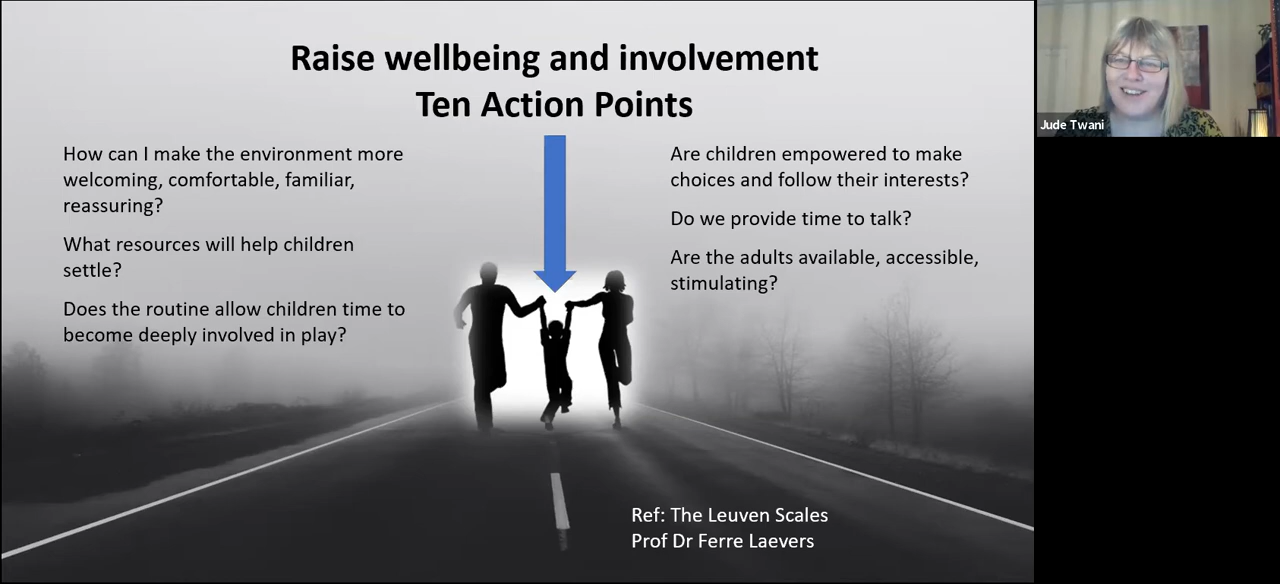 Raise wellbeing and involvement
Ten Action Points
How can I make the environment more
welcoming, comfortable, familiar,
reassuring?
What resources will help children
settle?
Does the routine allow children time to
become deeply involved in play?
Are children empowered to make
choices and follow their interests?
Do we provide time to talk?
Are the adults available, accessible,
stimulating?
Ref: The Leuven Scales
Prof Dr Ferre Laevers
Jude Twani